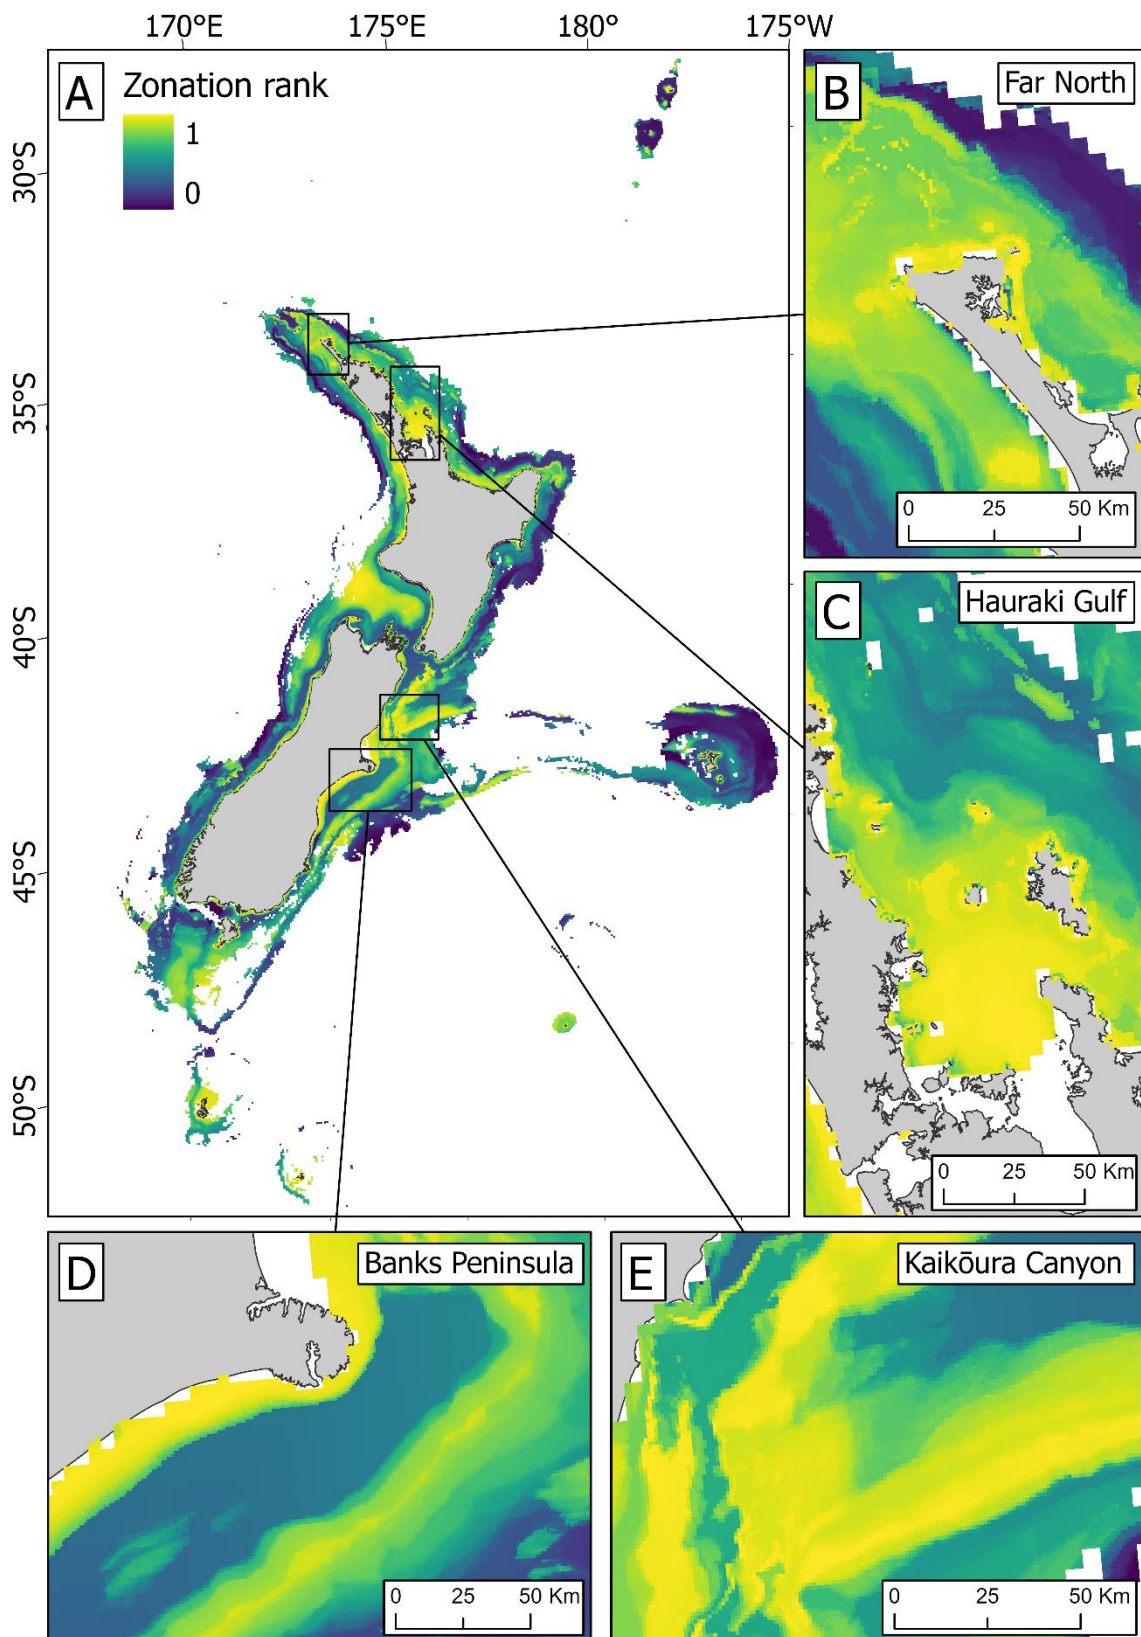 170°E 175°E 180° 175°W
A
Zonation rank
1
0
30°S
35°S
40°S
45°S
50°S
B
Far North
0 25 50 Km
C
Hauraki Gulf
0 25 50 Km
D
Banks Peninsula
0 25 50 Km
E
Kaikōura Canyon
0 25 50 Km